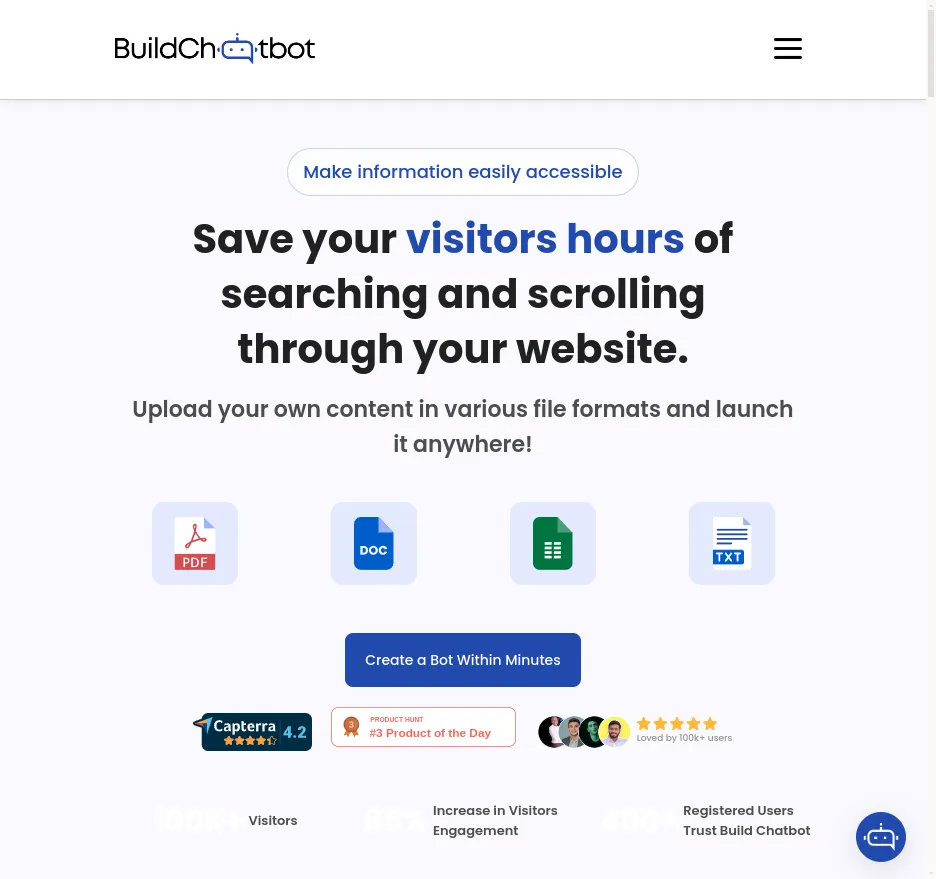 BuildChatbot
Make information easily accessible
Save your visitors hours of
searching and scrolling
through your website.
Upload your own content in various file formats and launch
it anywhere!
PDF
DOC
TXT
Create a Bot Within Minutes
Capterra
4.2
3
PRODUCT HUNT
#3 Product of the Day
Loved by 100k+ users
Visitors
Increase in Visitors
Engagement
Registered Users
Trust Build Chatbot